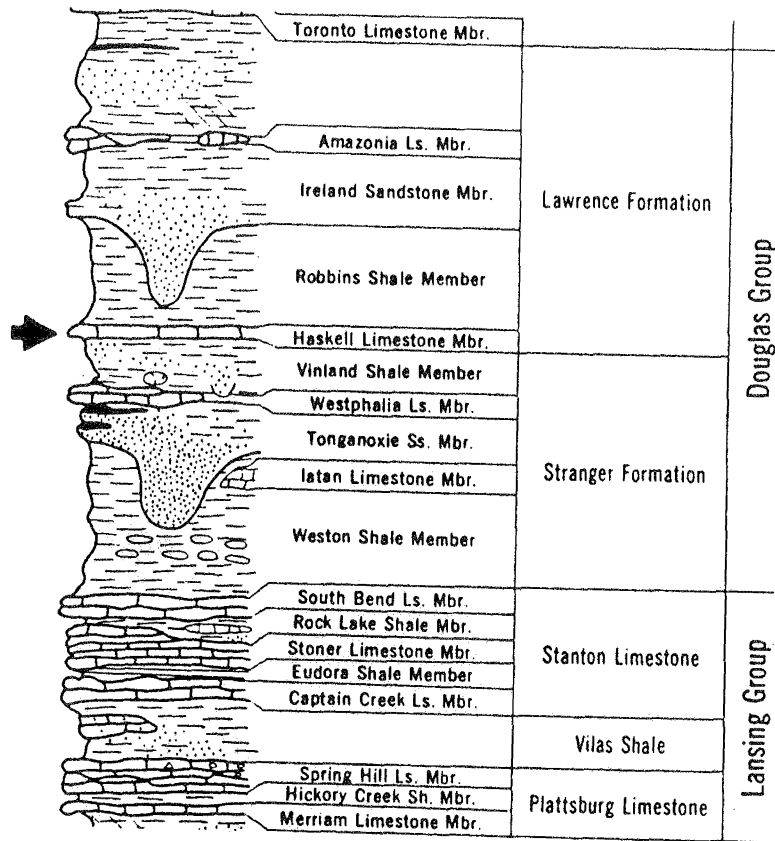 Toronto Limestone Mbr.
Amazonia Ls. Mbr.
Ireland Sandstone Mbr.
Robbins Shale Member
Haskell Limestone Mbr.
Vinland Shale Member
Westphalia Ls. Mbr.
Tonganoxie Ss. Mbr.
Iatan Limestone Mbr.
Weston Shale Member
South Bend Ls. Mbr.
Rock Lake Shale Mbr.
Stoner Limestone Mbr.
Eudora Shale Member
Captain Creek Ls. Mbr.
Spring Hill Ls. Mbr.
Hickory Creek Sh. Mbr.
Merriam Limestone Mbr.
Lawrence Formation
Stranger Formation
Stanton Limestone
Vilas Shale
Plattsburg Limestone
Douglas Group
Lansing Group